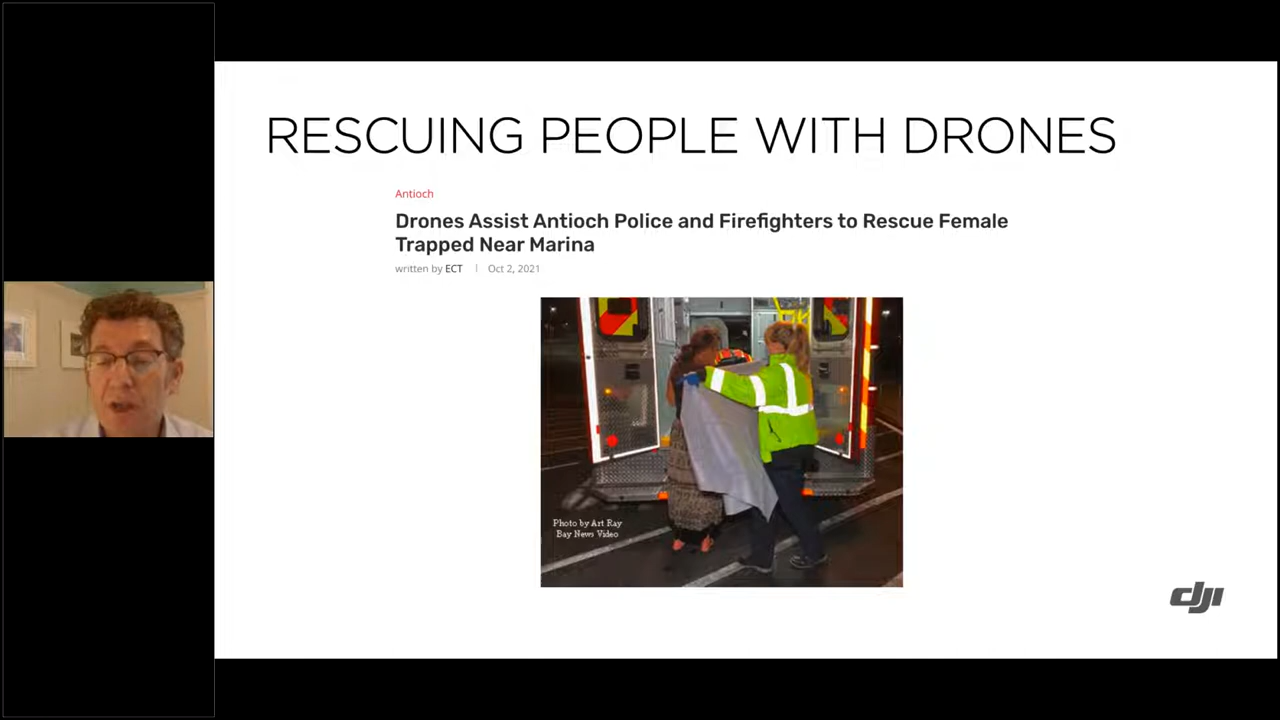 RESCUING PEOPLE WITH DRONES
Antioch
Drones Assist Antioch Police and Firefighters to Rescue Female
Trapped Near Marina
written by ECT | Oct 2, 2021
Photo by Art Ray
Bay News Video
dji